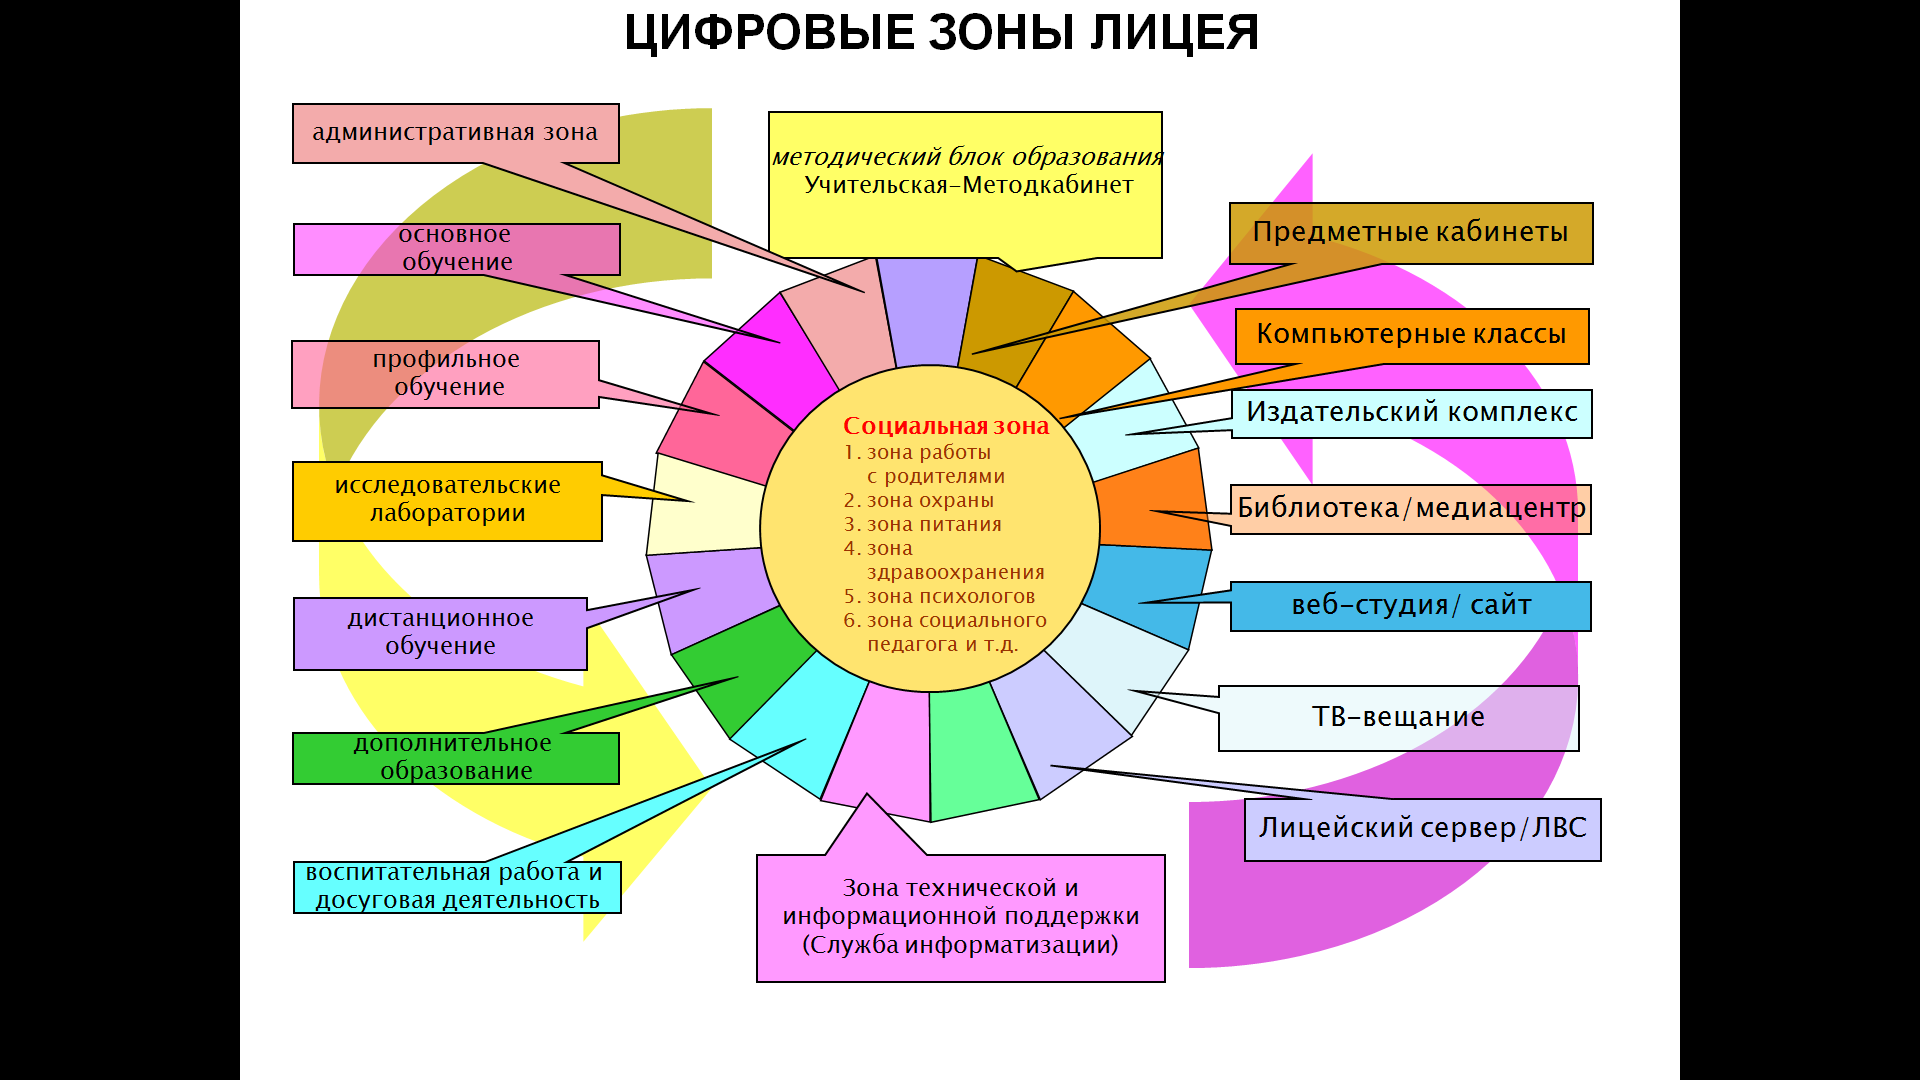 ЦИФРОВЫЕ ЗОНЫ ЛИЦЕЯ
административная зона
основное
обучение
профильное
обучение
исследовательские
лаборатории
дистанционное
обучение
дополнительное
образование
воспитательная работа и
досуговая деятельность
методический блок образования
Учительская-Методкабинет
Социальная зона
1. зона работы
с родителями
2. зона охраны
3. зона питания
4. зона
здравоохранения
5. зона психологов
6. зона социального
педагога и т.д.
Зона технической и
информационной поддержки
(Служба информатизации)
Предметные кабинеты
Компьютерные классы
Издательский комплекс
Библиотека/медиацентр
веб-студия/ сайт
ТВ-вещание
Лицейский сервер/ЛВС